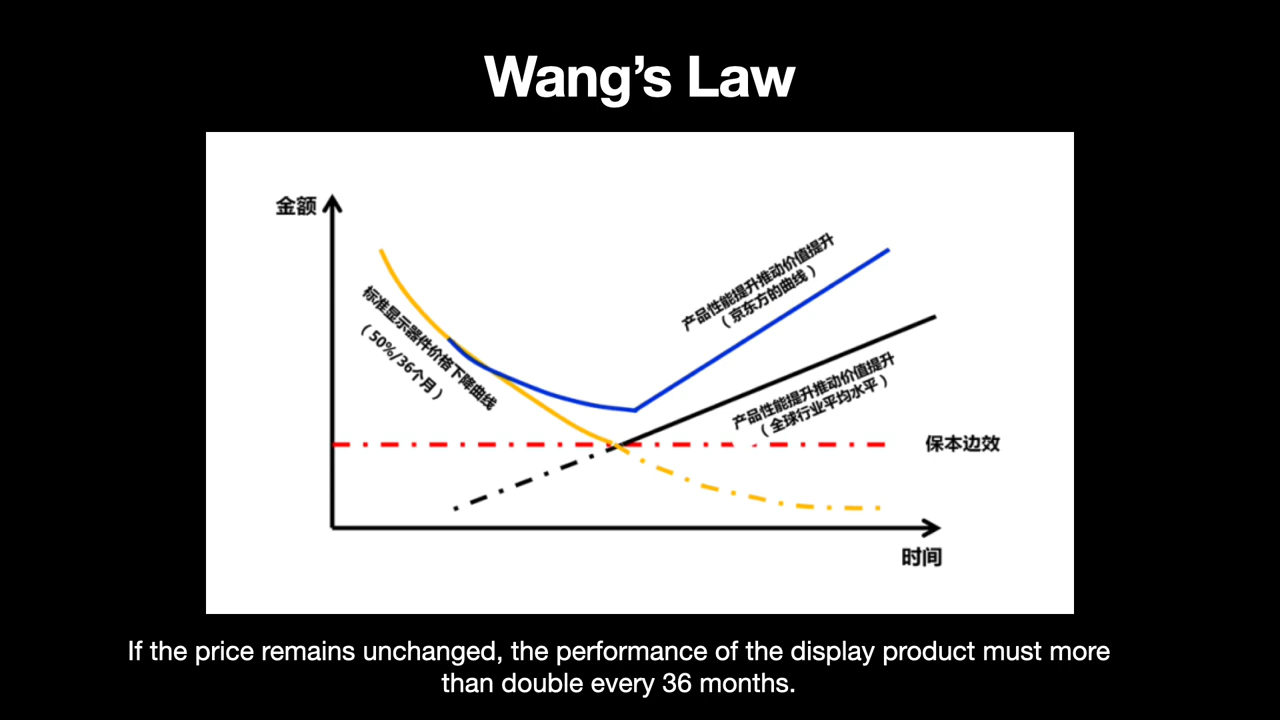 Wang’s Law
金额
产品性能提升推动价值提升
（京东方的曲线）
标准显示器件价格下降曲线
（50%/36个月）
产品性能提升推动价值提升
（全球行业平均水平）
保本边效
时间
If the price remains unchanged, the performance of the display product must more
than double every 36 months.